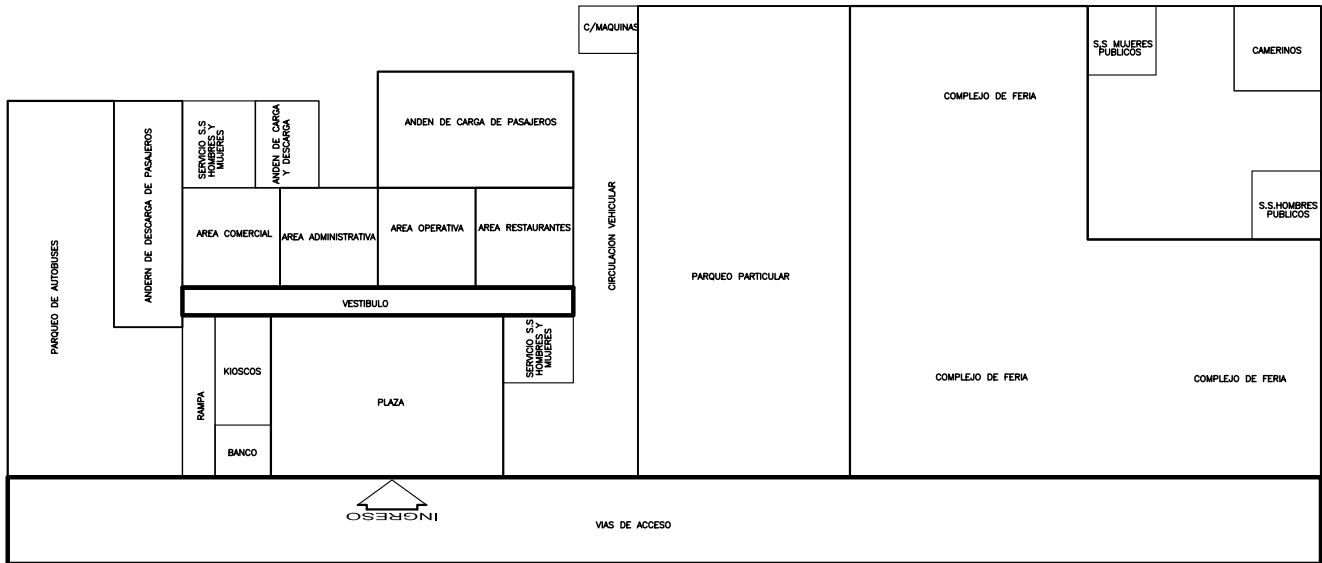 C/MAQUINAS
S.S MUJERES
PUBLICOS
CAMERINOS
COMPLEJO DE FERIA
ANDEN DE CARGA DE PASAJEROS
SERVICIO S.S
HOMBRES Y
MUJERES
ANDEN DE CARGA
Y DESCARGA
ANDERN DE DESCARGA DE PASAJEROS
PARQUEO DE AUTOBUSES
AREA COMERCIAL
AREA ADMINISTRATIVA
AREA OPERATIVA
AREA RESTAURANTES
CIRCULACION VEHICULAR
S.S.HOMBRES
PUBLICOS
PARQUEO PARTICULAR
VESTIBULO
SERVICIO S.S
HOMBRES Y
MUJERES
KIOSCOS
RAMPA
PLAZA
COMPLEJO DE FERIA
COMPLEJO DE FERIA
BANCO
INGRESO
VIAS DE ACCESO